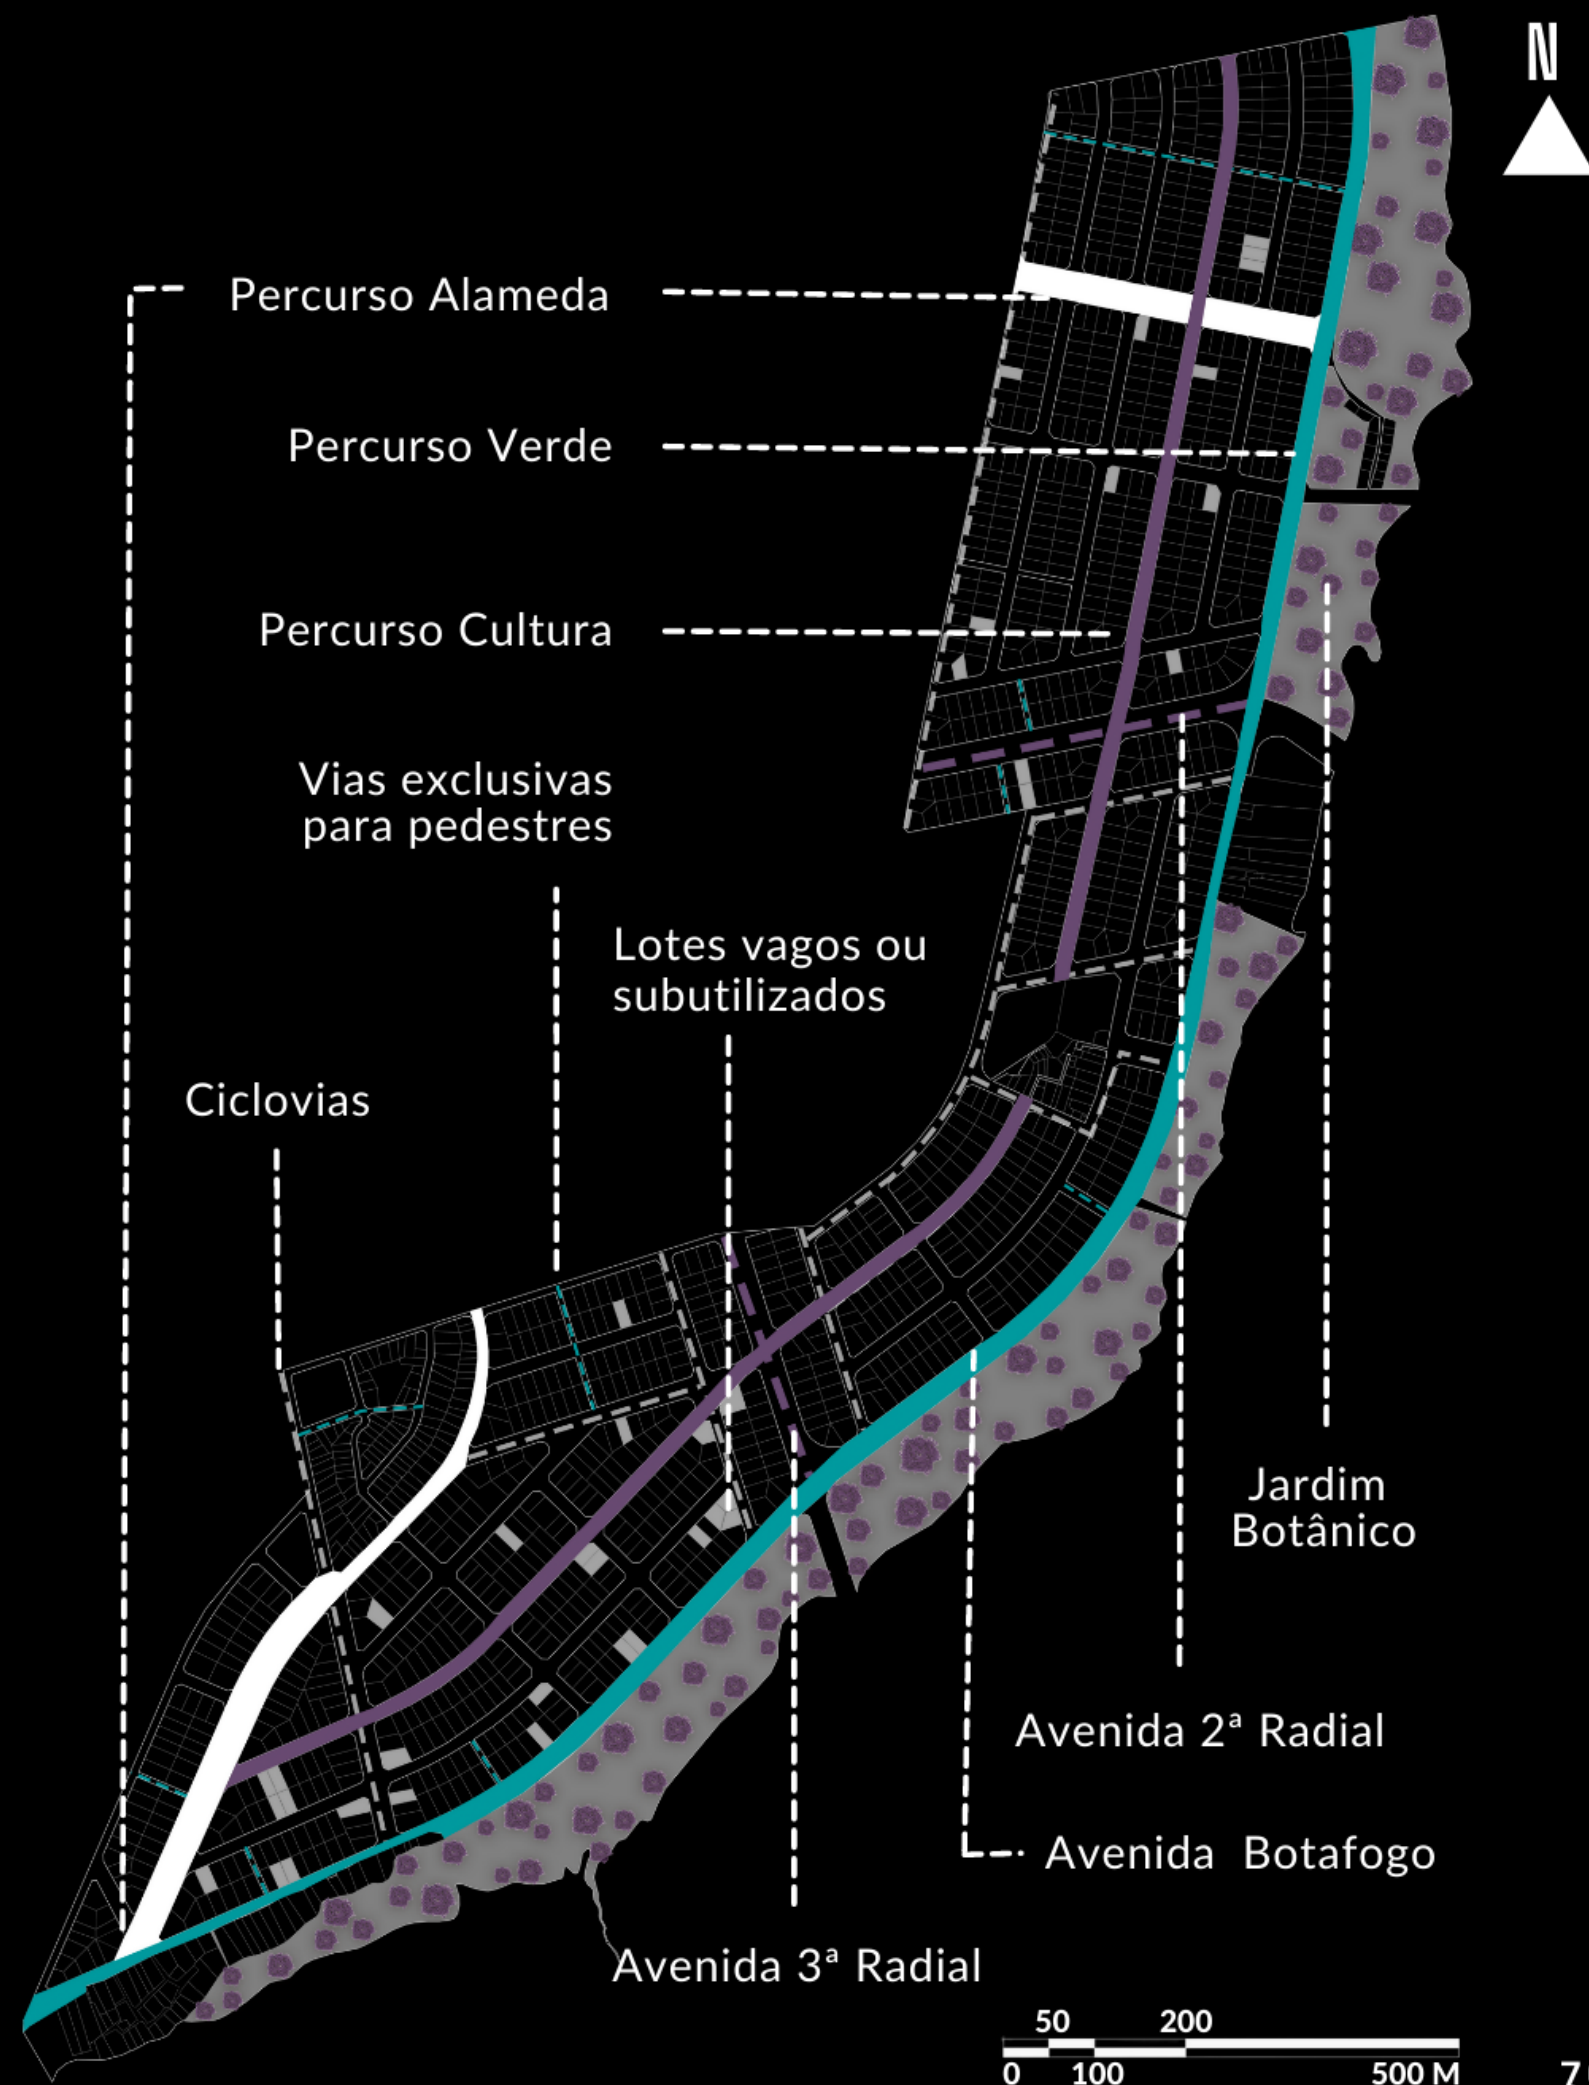 N
Percurso Alameda
Percurso Verde
Percurso Cultura
Vias exclusivas
para pedestres
Lotes vagos ou
subutilizados
Ciclovias
Jardim
Botânico
Avenida 2ª Radial
Avenida Botafogo
Avenida 3ª Radial
50 200
0 100 500 M
7